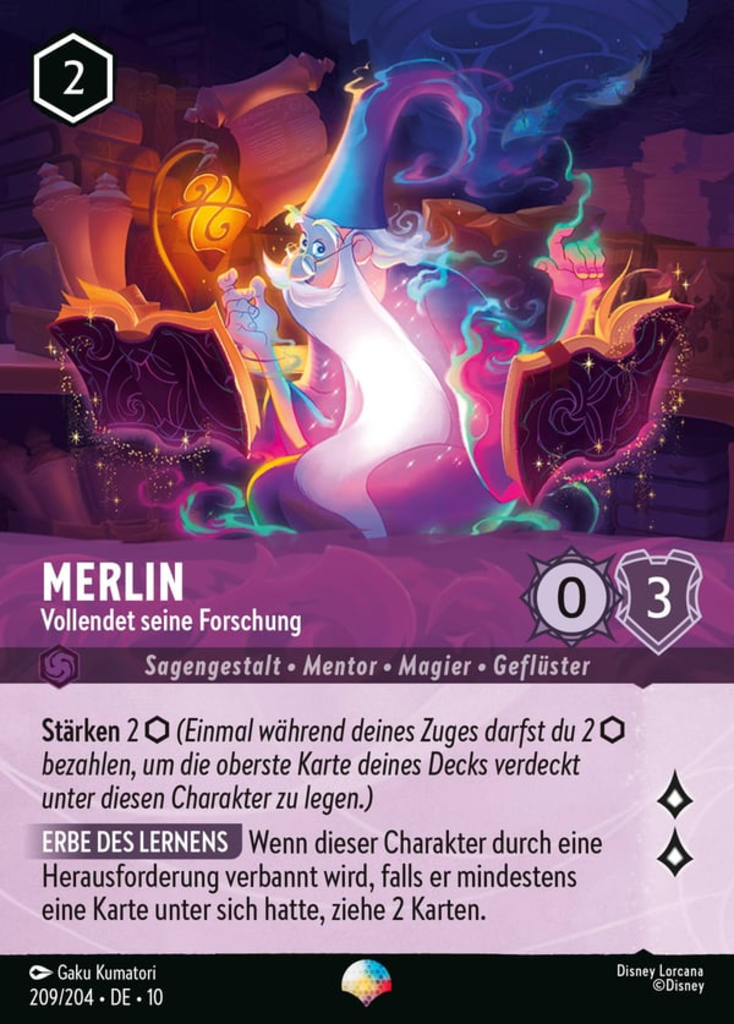 2
MERLIN
Vollendet seine Forschung
0
3
Sagengestalt • Mentor • Magier • Geflüster
Stärken 2 ⬡ (Einmal während deines Zuges darfst du 2 ⬡
bezahlen, um die oberste Karte deines Decks verdeckt
unter diesen Charakter zu legen.)
ERBE DES LERNENS Wenn dieser Charakter durch eine
Herausforderung verbannt wird, falls er mindestens
eine Karte unter sich hatte, ziehe 2 Karten.
Gaku Kumatori
209/204 • DE • 10
Disney Lorcana
©Disney